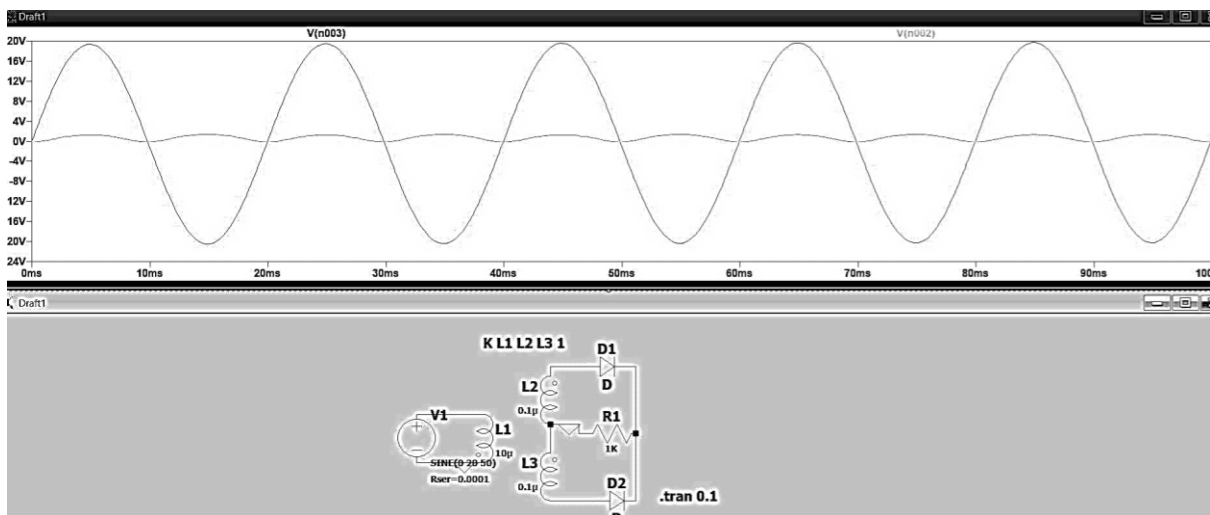 Draft1
V(n003)
V(n002)
20V
16V
12V
8V
4V
0V
-4V
-8V
12V
16V
20V
24V
0ms
10ms
20ms
30ms
40ms
50ms
60ms
70ms
80ms
90ms
100
Draft1
K L1 L2 L3 1
D1
D
L2
0.1µ
R1
1K
V1
L1
10µ
SINE(0 20 50)
Rser=0.0001
L3
0.1µ
D2
.tran 0.1